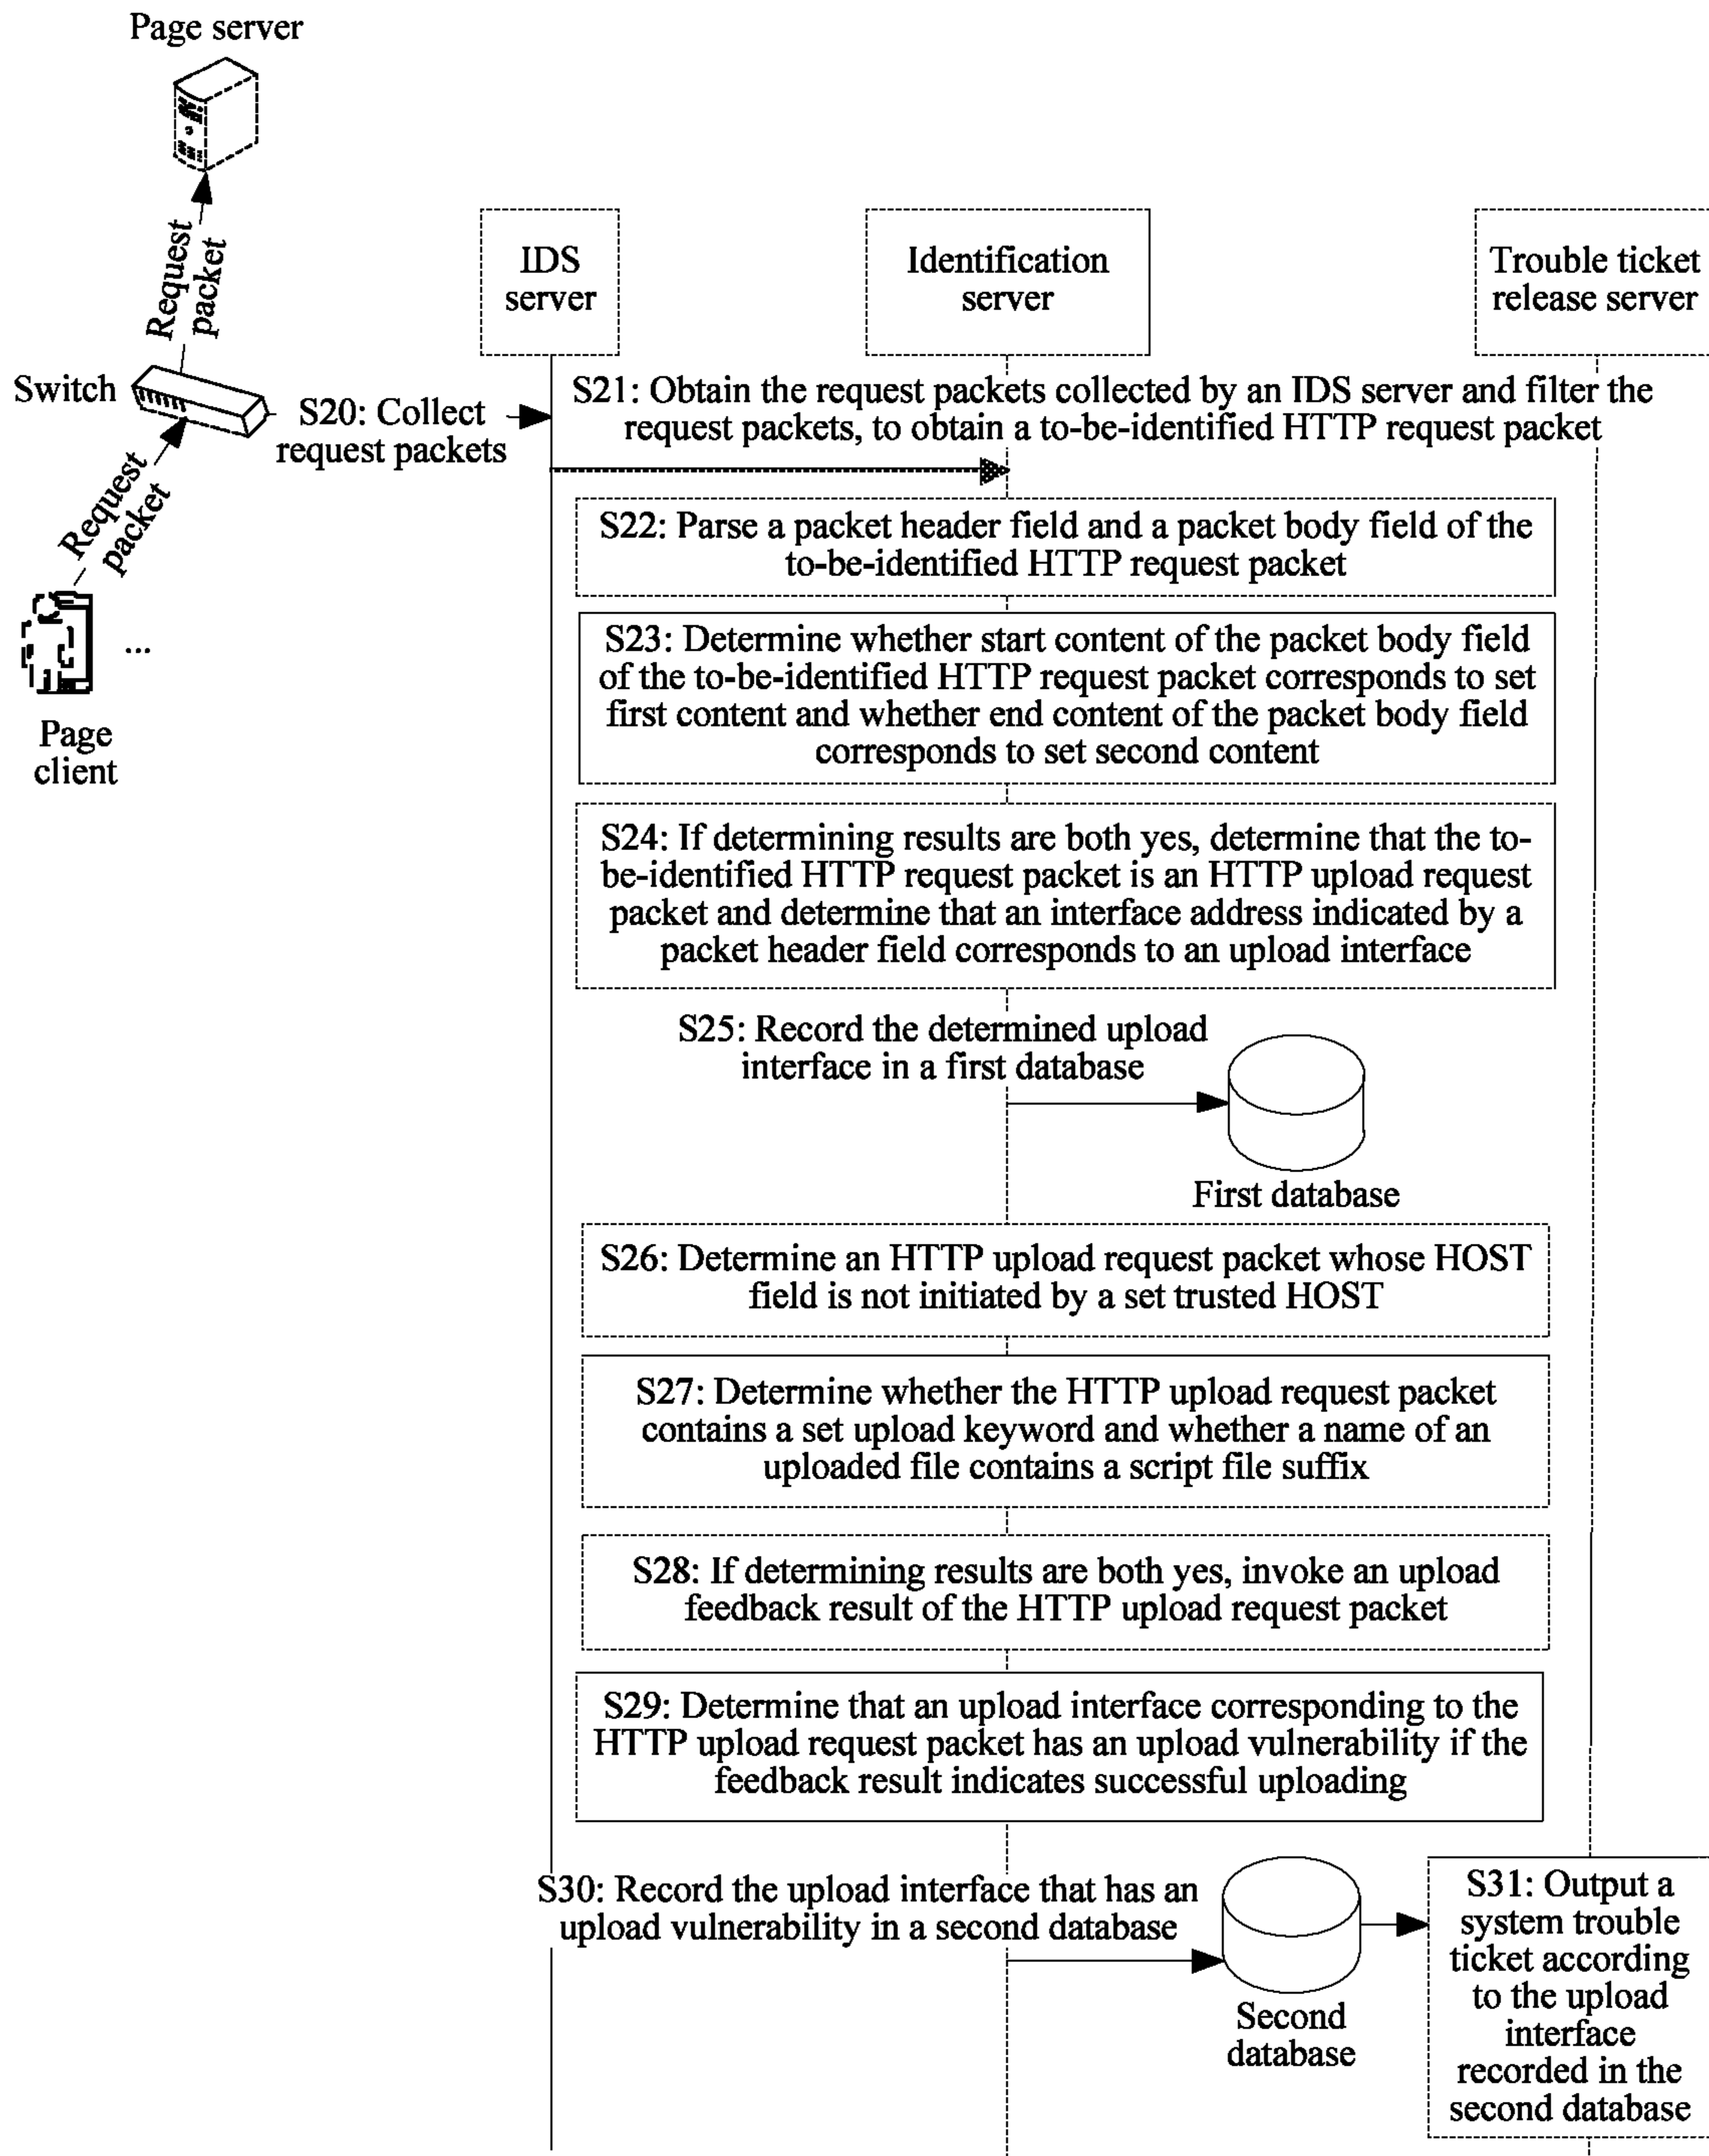 Page server
Request
packet
Switch
S20: Collect
request packets
Request
packet
...
Page
client
IDS
server
Identification
server
Trouble ticket
release server
S21: Obtain the request packets collected by an IDS server and filter the
request packets, to obtain a to-be-identified HTTP request packet
S22: Parse a packet header field and a packet body field of the
to-be-identified HTTP request packet
S23: Determine whether start content of the packet body field
of the to-be-identified HTTP request packet corresponds to set
first content and whether end content of the packet body field
corresponds to set second content
S24: If determining results are both yes, determine that the to-
be-identified HTTP request packet is an HTTP upload request
packet and determine that an interface address indicated by a
packet header field corresponds to an upload interface
S25: Record the determined upload
interface in a first database
First database
S26: Determine an HTTP upload request packet whose HOST
field is not initiated by a set trusted HOST
S27: Determine whether the HTTP upload request packet
contains a set upload keyword and whether a name of an
uploaded file contains a script file suffix
S28: If determining results are both yes, invoke an upload
feedback result of the HTTP upload request packet
S29: Determine that an upload interface corresponding to the
HTTP upload request packet has an upload vulnerability if the
feedback result indicates successful uploading
S30: Record the upload interface that has an
upload vulnerability in a second database
Second
database
S31: Output a
system trouble
ticket according
to the upload
interface
recorded in the
second database